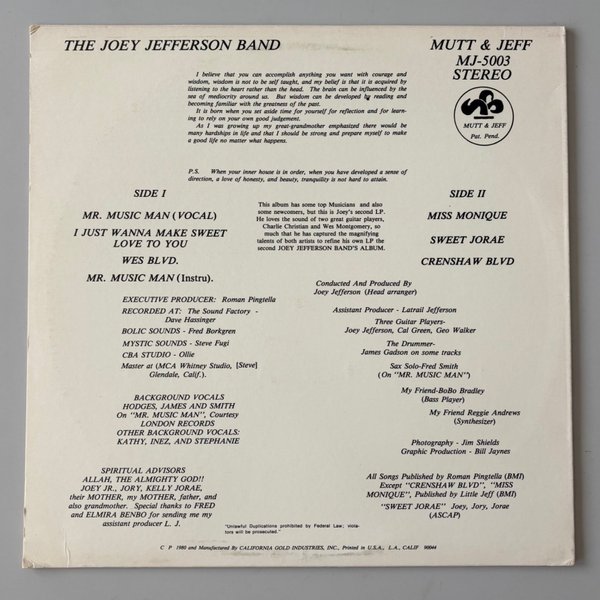 THE JOEY JEFFERSON BAND
MUTT & JEFF
MJ-5003
STEREO
MUTT & JEFF
Pat. Pend.
I believe that you can accomplish anything you want with courage and
wisdom, wisdom is not to be self taught, and my belief is that it is acquired by
listening to the heart rather than the head. The brain can be influenced by the
sea of mediocrity around us. But wisdom can be developed by reading and
becoming familiar with the greatness of the past.
It is born when you set aside time for yourself for reflection and for learn-
ing to rely on your own good judgement.
As I was growing up my great-grandmother emphasized there would be
many hardships in life and that I should be strong and prepare myself to make
a good life no matter what happens.
P.S. When your inner house is in order, when you have developed a sense of
direction, a love of honesty, and beauty, tranquility is not hard to attain.
SIDE I
MR. MUSIC MAN (VOCAL)
I JUST WANNA MAKE SWEET
LOVE TO YOU
WES BLVD.
MR. MUSIC MAN (Instru).
This album has some top Musicians and also
some newcomers, but this is Joey's second LP.
He loves the sound of two great guitar players,
Charlie Christian and Wes Montgomery, so
much that he has captured the magnifying
talents of both artists to refine his own LP the
second JOEY JEFFERSON BAND'S ALBUM.
SIDE II
MISS MONIQUE
SWEET JORAE
CRENSHAW BLVD
EXECUTIVE PRODUCER: Roman Pingtella
RECORDED AT: The Sound Factory -
Dave Hassinger
BOLIC SOUNDS - Fred Borkgren
MYSTIC SOUNDS - Steve Fugi
CBA STUDIO - Ollie
Master at (MCA Whitney Studio, [Steve]
Glendale, Calif.).
BACKGROUND VOCALS
HODGES, JAMES AND SMITH
On "MR. MUSIC MAN", Courtesy
LONDON RECORDS
OTHER BACKGROUND VOCALS:
KATHY, INEZ, AND STEPHANIE
SPIRITUAL ADVISORS
ALLAH, THE ALMIGHTY GOD!!
JOEY JR., JORY, KELLY JORAE,
their MOTHER, my MOTHER, father, and
also grandmother. Special thanks to FRED
and ELMIRA BENBO for sending me my
assistant producer L. J.
Conducted And Produced By
Joey Jefferson (Head arranger)
Assistant Producer - Latrail Jefferson
Three Guitar Players-
Joey Jefferson, Cal Green, Geo Walker
The Drummer-
James Gadson on some tracks
Sax Solo-Fred Smith
(On "MR. MUSIC MAN")
My Friend-BoBo Bradley
(Bass Player)
My Friend Reggie Andrews
(Synthesizer)
Photography - Jim Shields
Graphic Production - Bill Jaynes
All Songs Published by Roman Pingtella (BMI)
Except "CRENSHAW BLVD", "MISS
MONIQUE", Published by Little Jeff (BMI)
"SWEET JORAE" Joey, Jory, Jorae
(ASCAP)
"Unlawful Duplications prohibited by Federal Law; viola-
tors will be prosecuted."
C P 1980 and Manufactured By CALIFORNIA GOLD INDUSTRIES, INC., Printed in U.S.A., L.A., CALIF 90044